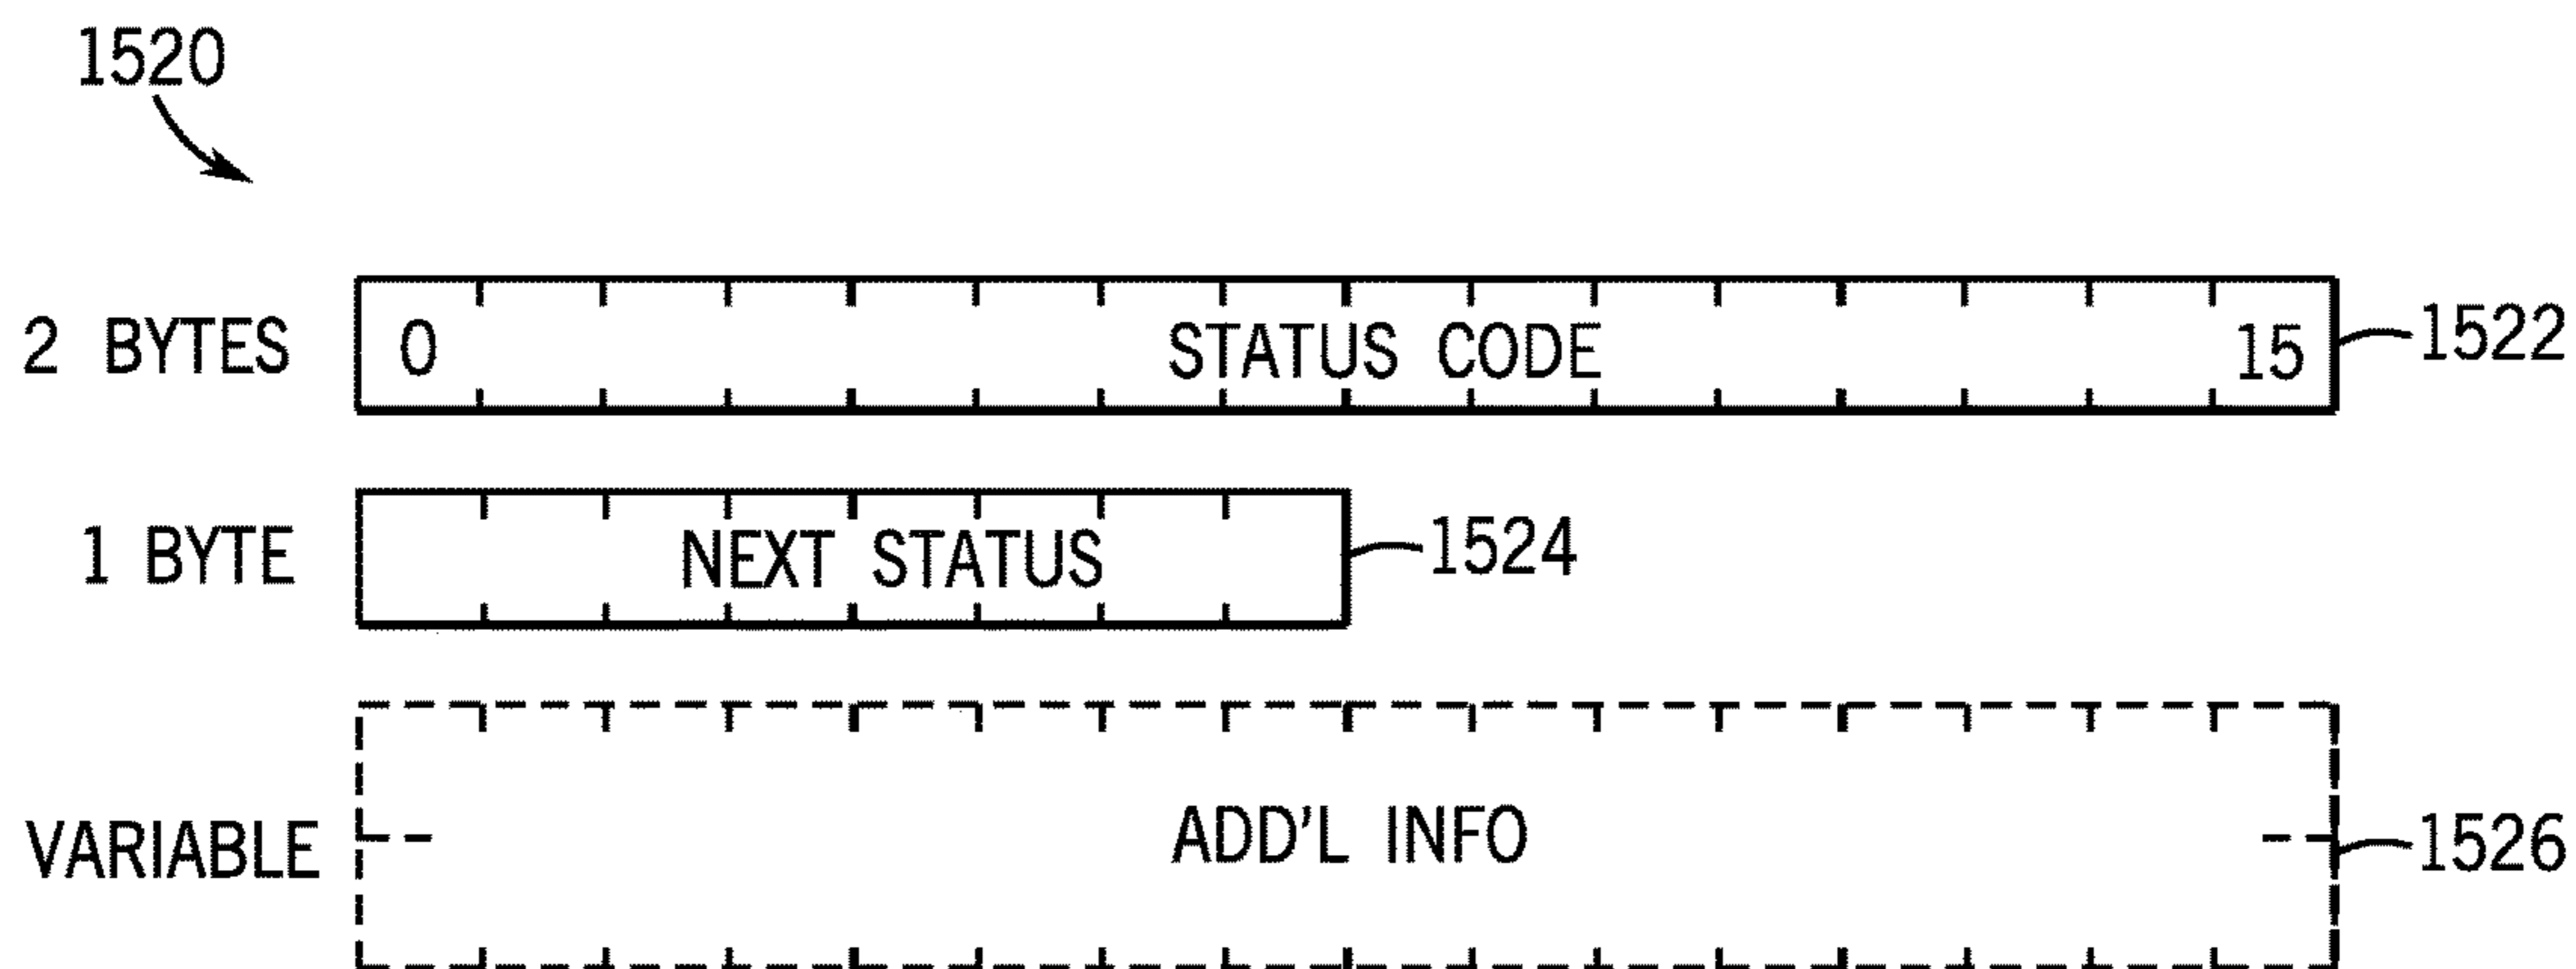 1520
2 BYTES 0 STATUS CODE 15 1522
1 BYTE NEXT STATUS 1524
VARIABLE ADD'L INFO 1526